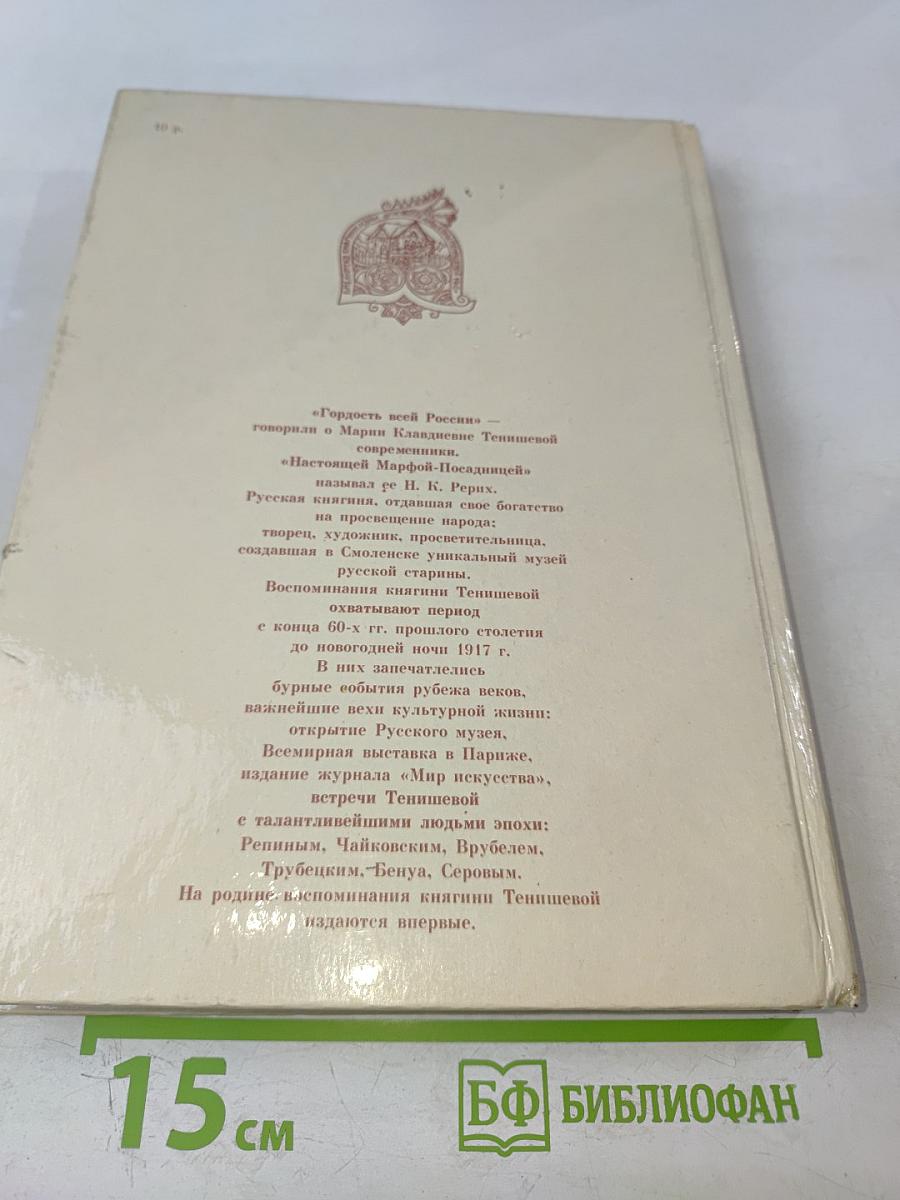 10 р.
«Гордость всей России» —
говорили о Марии Клавдиевне Тенишевой
современники.
«Настоящей Марфой-Посадницей»
называл ее Н. К. Рерих.
Русская княгиня, отдавшая свое богатство
на просвещение народа;
творец, художник, просветительница,
создавшая в Смоленске уникальный музей
русской старины.
Воспоминания княгини Тенишевой
охватывают период
с конца 60-х гг. прошлого столетия
до новогодней ночи 1917 г.
В них запечатлелись
бурные события рубежа веков,
важнейшие вехи культурной жизни:
открытие Русского музея,
Всемирная выставка в Париже,
издание журнала «Мир искусства»,
встречи Тенишевой
с талантливейшими людьми эпохи:
Репиным, Чайковским, Врубелем,
Трубецким, Бенуа, Серовым.
На родине воспоминания княгини Тенишевой
издаются впервые.
15 см
БФ БИБЛИОФАН